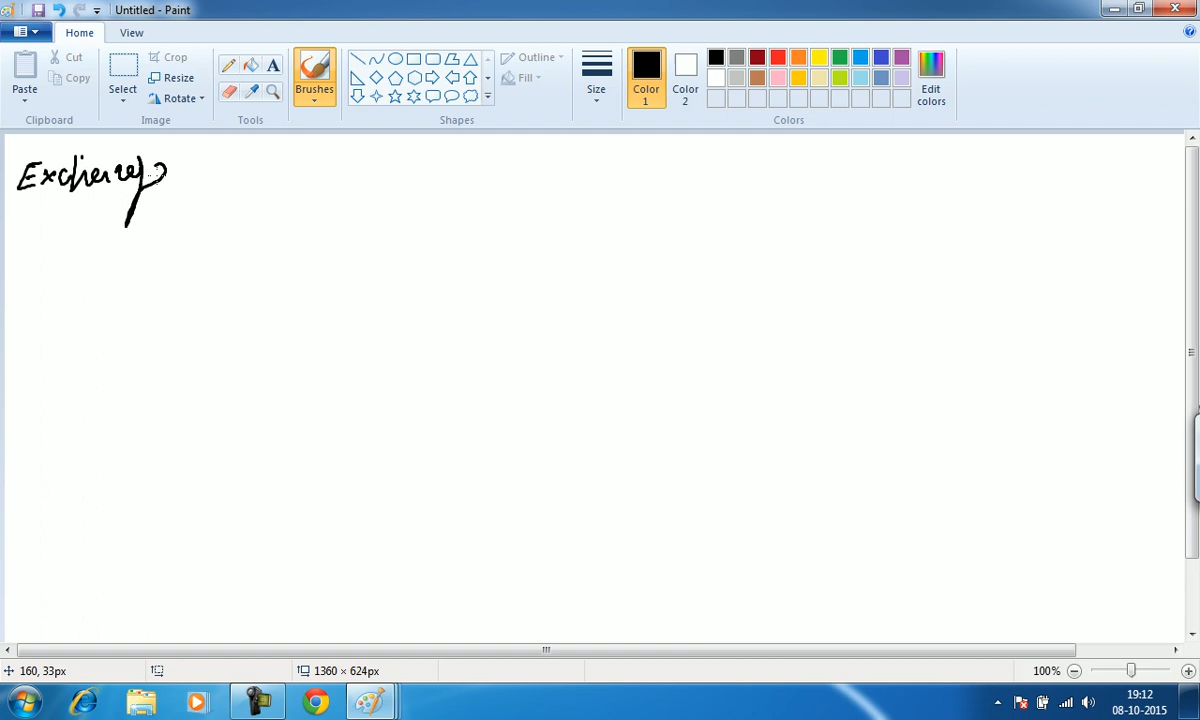 Untitled - Paint
Home View
Paste
Cut
Copy
Clipboard
Select
Crop
Resize
Rotate
Image
A
Tools
Brushes
Shapes
Outline
Fill
Size
Color 1
Color 2
Colors
Edit colors
Exchange
160, 33px
1360 × 624px
100%
19:12
08-10-2015